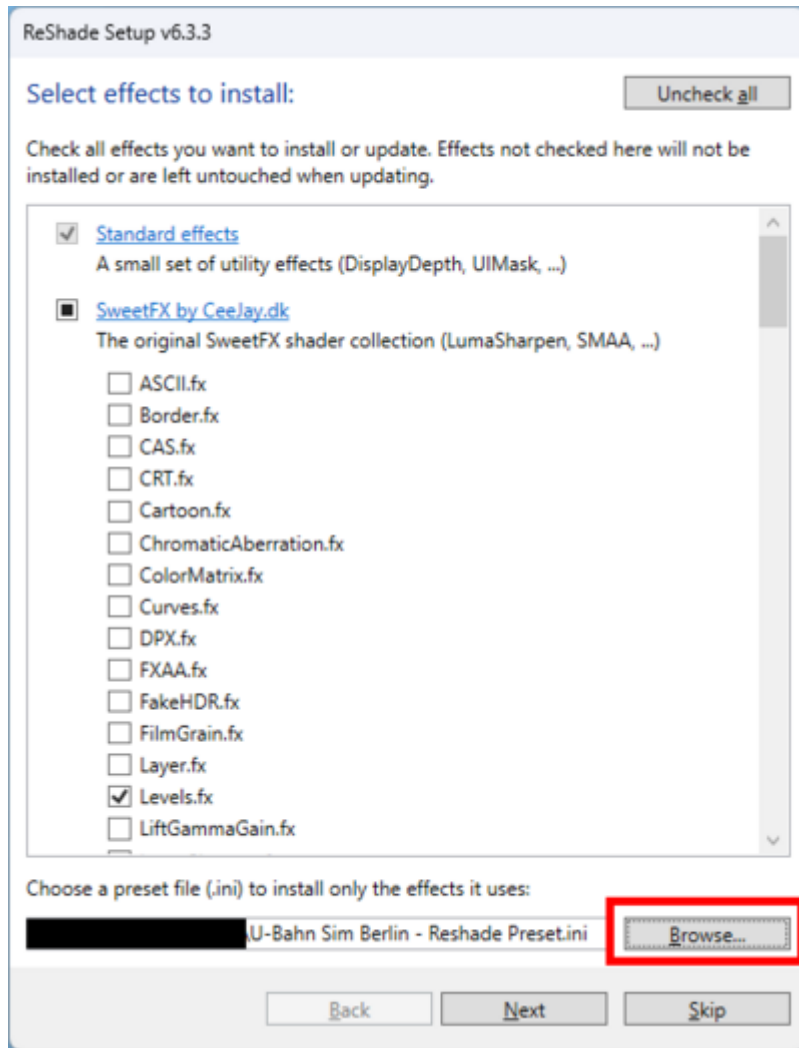 ReShade Setup v6.3.3
Select effects to install:
Uncheck all
Check all effects you want to install or update. Effects not checked here will not be
installed or are left untouched when updating.
Standard effects
A small set of utility effects (DisplayDepth, UIMask, ...)
SweetFX by CeeJay.dk
The original SweetFX shader collection (LumaSharpen, SMAA, ...)
ASCII.fx
Border.fx
CAS.fx
CRT.fx
Cartoon.fx
ChromaticAberration.fx
ColorMatrix.fx
Curves.fx
DPX.fx
FXAA.fx
FakeHDR.fx
FilmGrain.fx
Layer.fx
Levels.fx
LiftGammaGain.fx
Choose a preset file (.ini) to install only the effects it uses:
\U-Bahn Sim Berlin - Reshade Preset.ini
Browse...
Back
Next
Skip